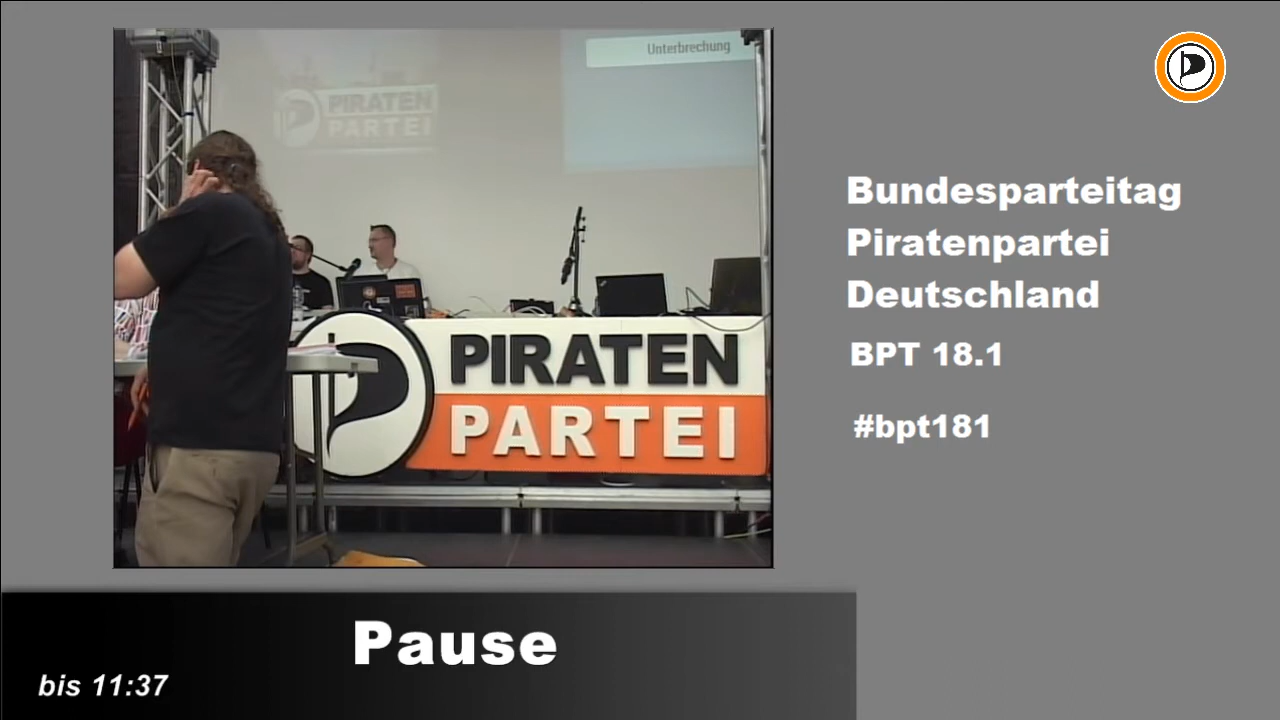 Unterbrechung
PIRATEN
PARTEI
PIRATEN
PARTEI
Bundesparteitag
Piratenpartei
Deutschland
BPT 18.1
#bpt181
Pause
bis 11:37